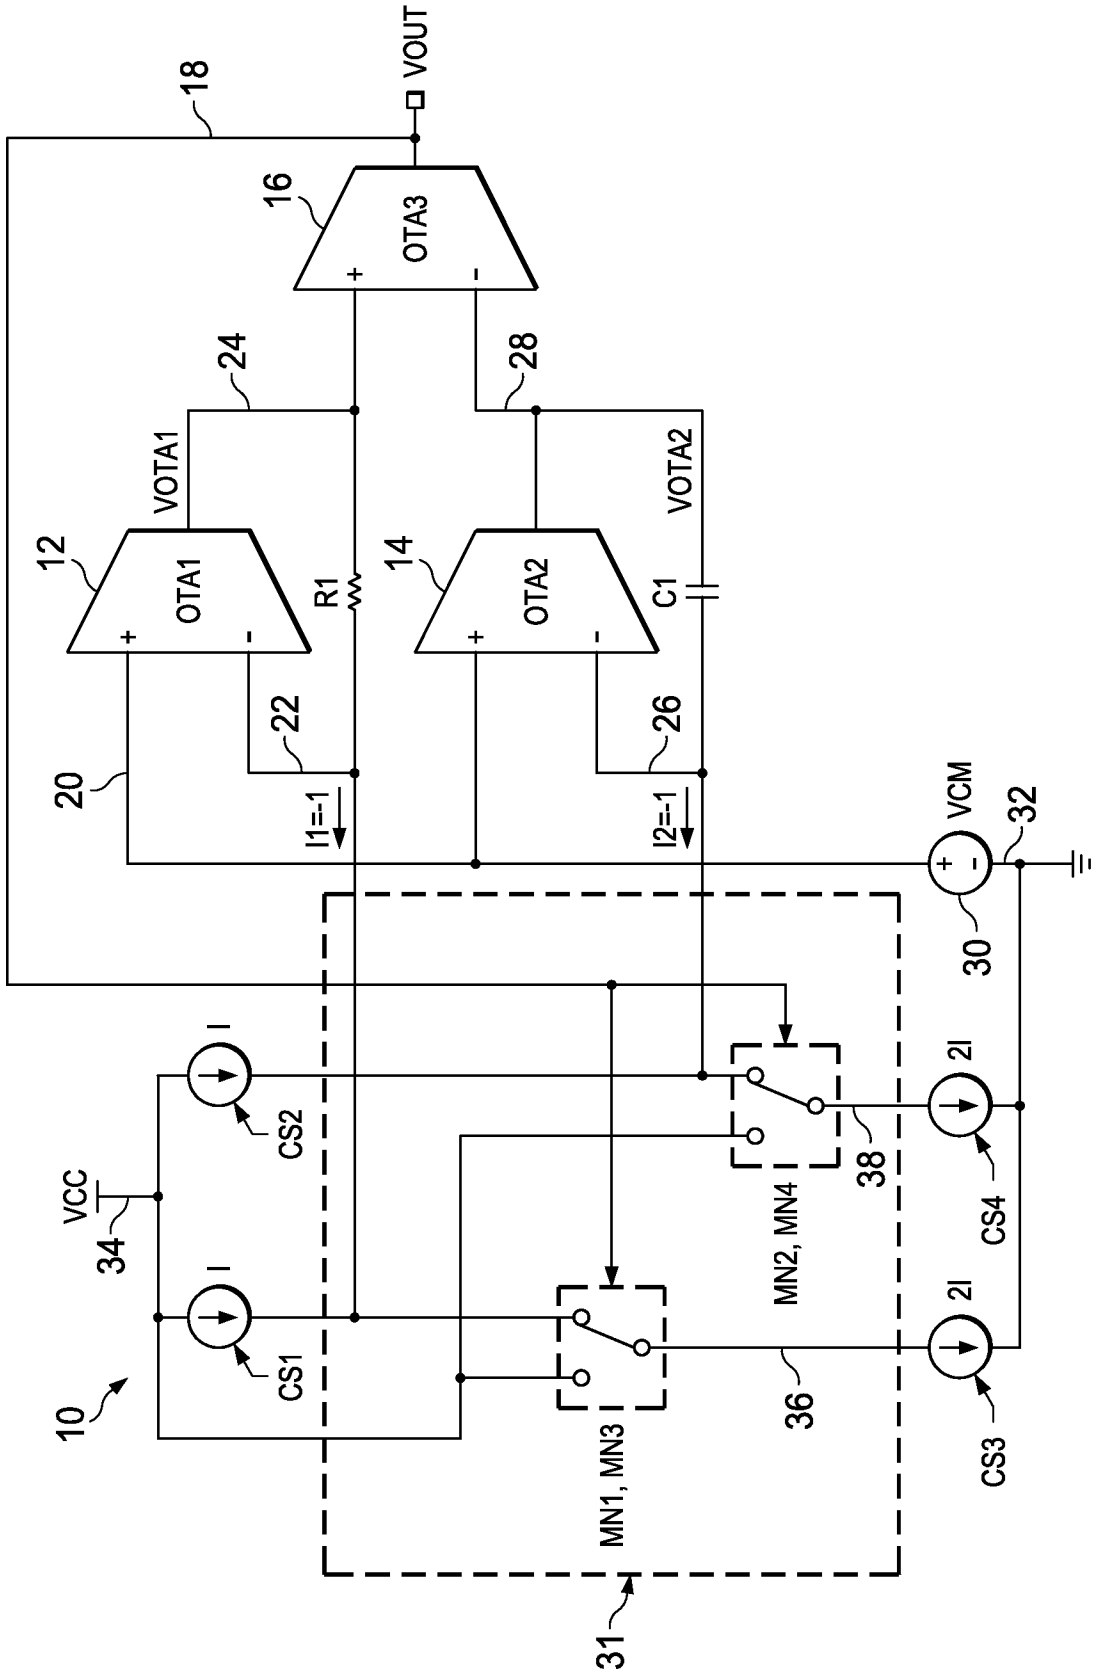 10
VCC
34
CS1
I
CS2
I
18
20
12
OTA1
+
-
VOTA1
24
22
I1=-1
R1
16
OTA3
+
-
VOUT
14
OTA2
+
-
28
26
I2=-1
C1
VOTA2
31
MN1, MN3
MN2, MN4
36
38
CS3
2I
CS4
2I
30
+
-
VCM
32